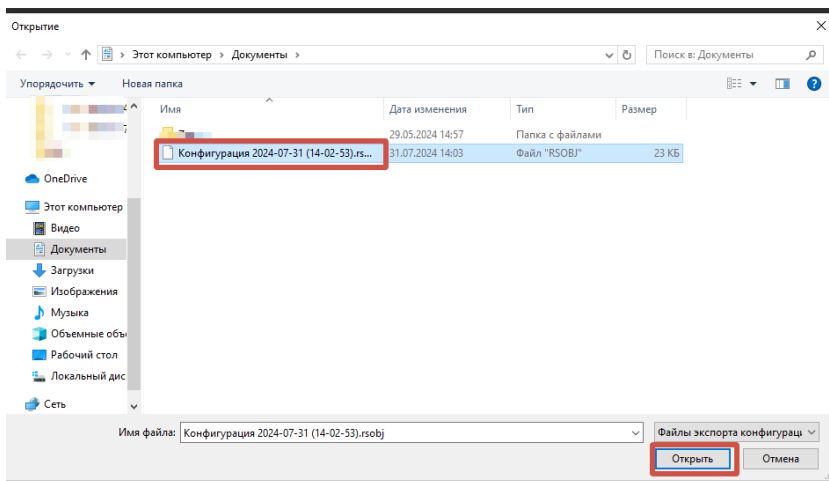 Открытие
Этот компьютер > Документы >
Поиск в: Документы
Упорядочить
Новая папка
Имя
Дата изменения
Тип
Размер
29.05.2024 14:57
Папка с файлами
Конфигурация 2024-07-31 (14-02-53).rs...
31.07.2024 14:03
Файл "RSOBJ"
23 КБ
OneDrive
Этот компьютер
Видео
Документы
Загрузки
Изображения
Музыка
Объемные объ
Рабочий стол
Локальный дис
Сеть
Имя файла:
Конфигурация 2024-07-31 (14-02-53).rsobj
Файлы экспорта конфигурац
Открыть
Отмена